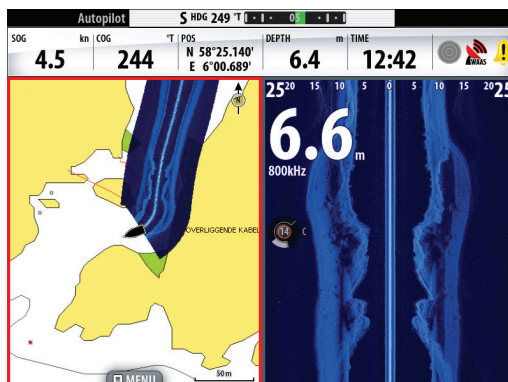 Autopilot S HDG 249 °T 05
SOG kn COG °T POS DEPTH m TIME
4.5 244 N 58°25.140' E 6°00.689' 6.4 12:42
WAAS
N
25 20 15 10 5 0 5 10 15 20 25
6.6 m
800kHz
14 C
OVERLIGGENDE KABEL
MENU
50m